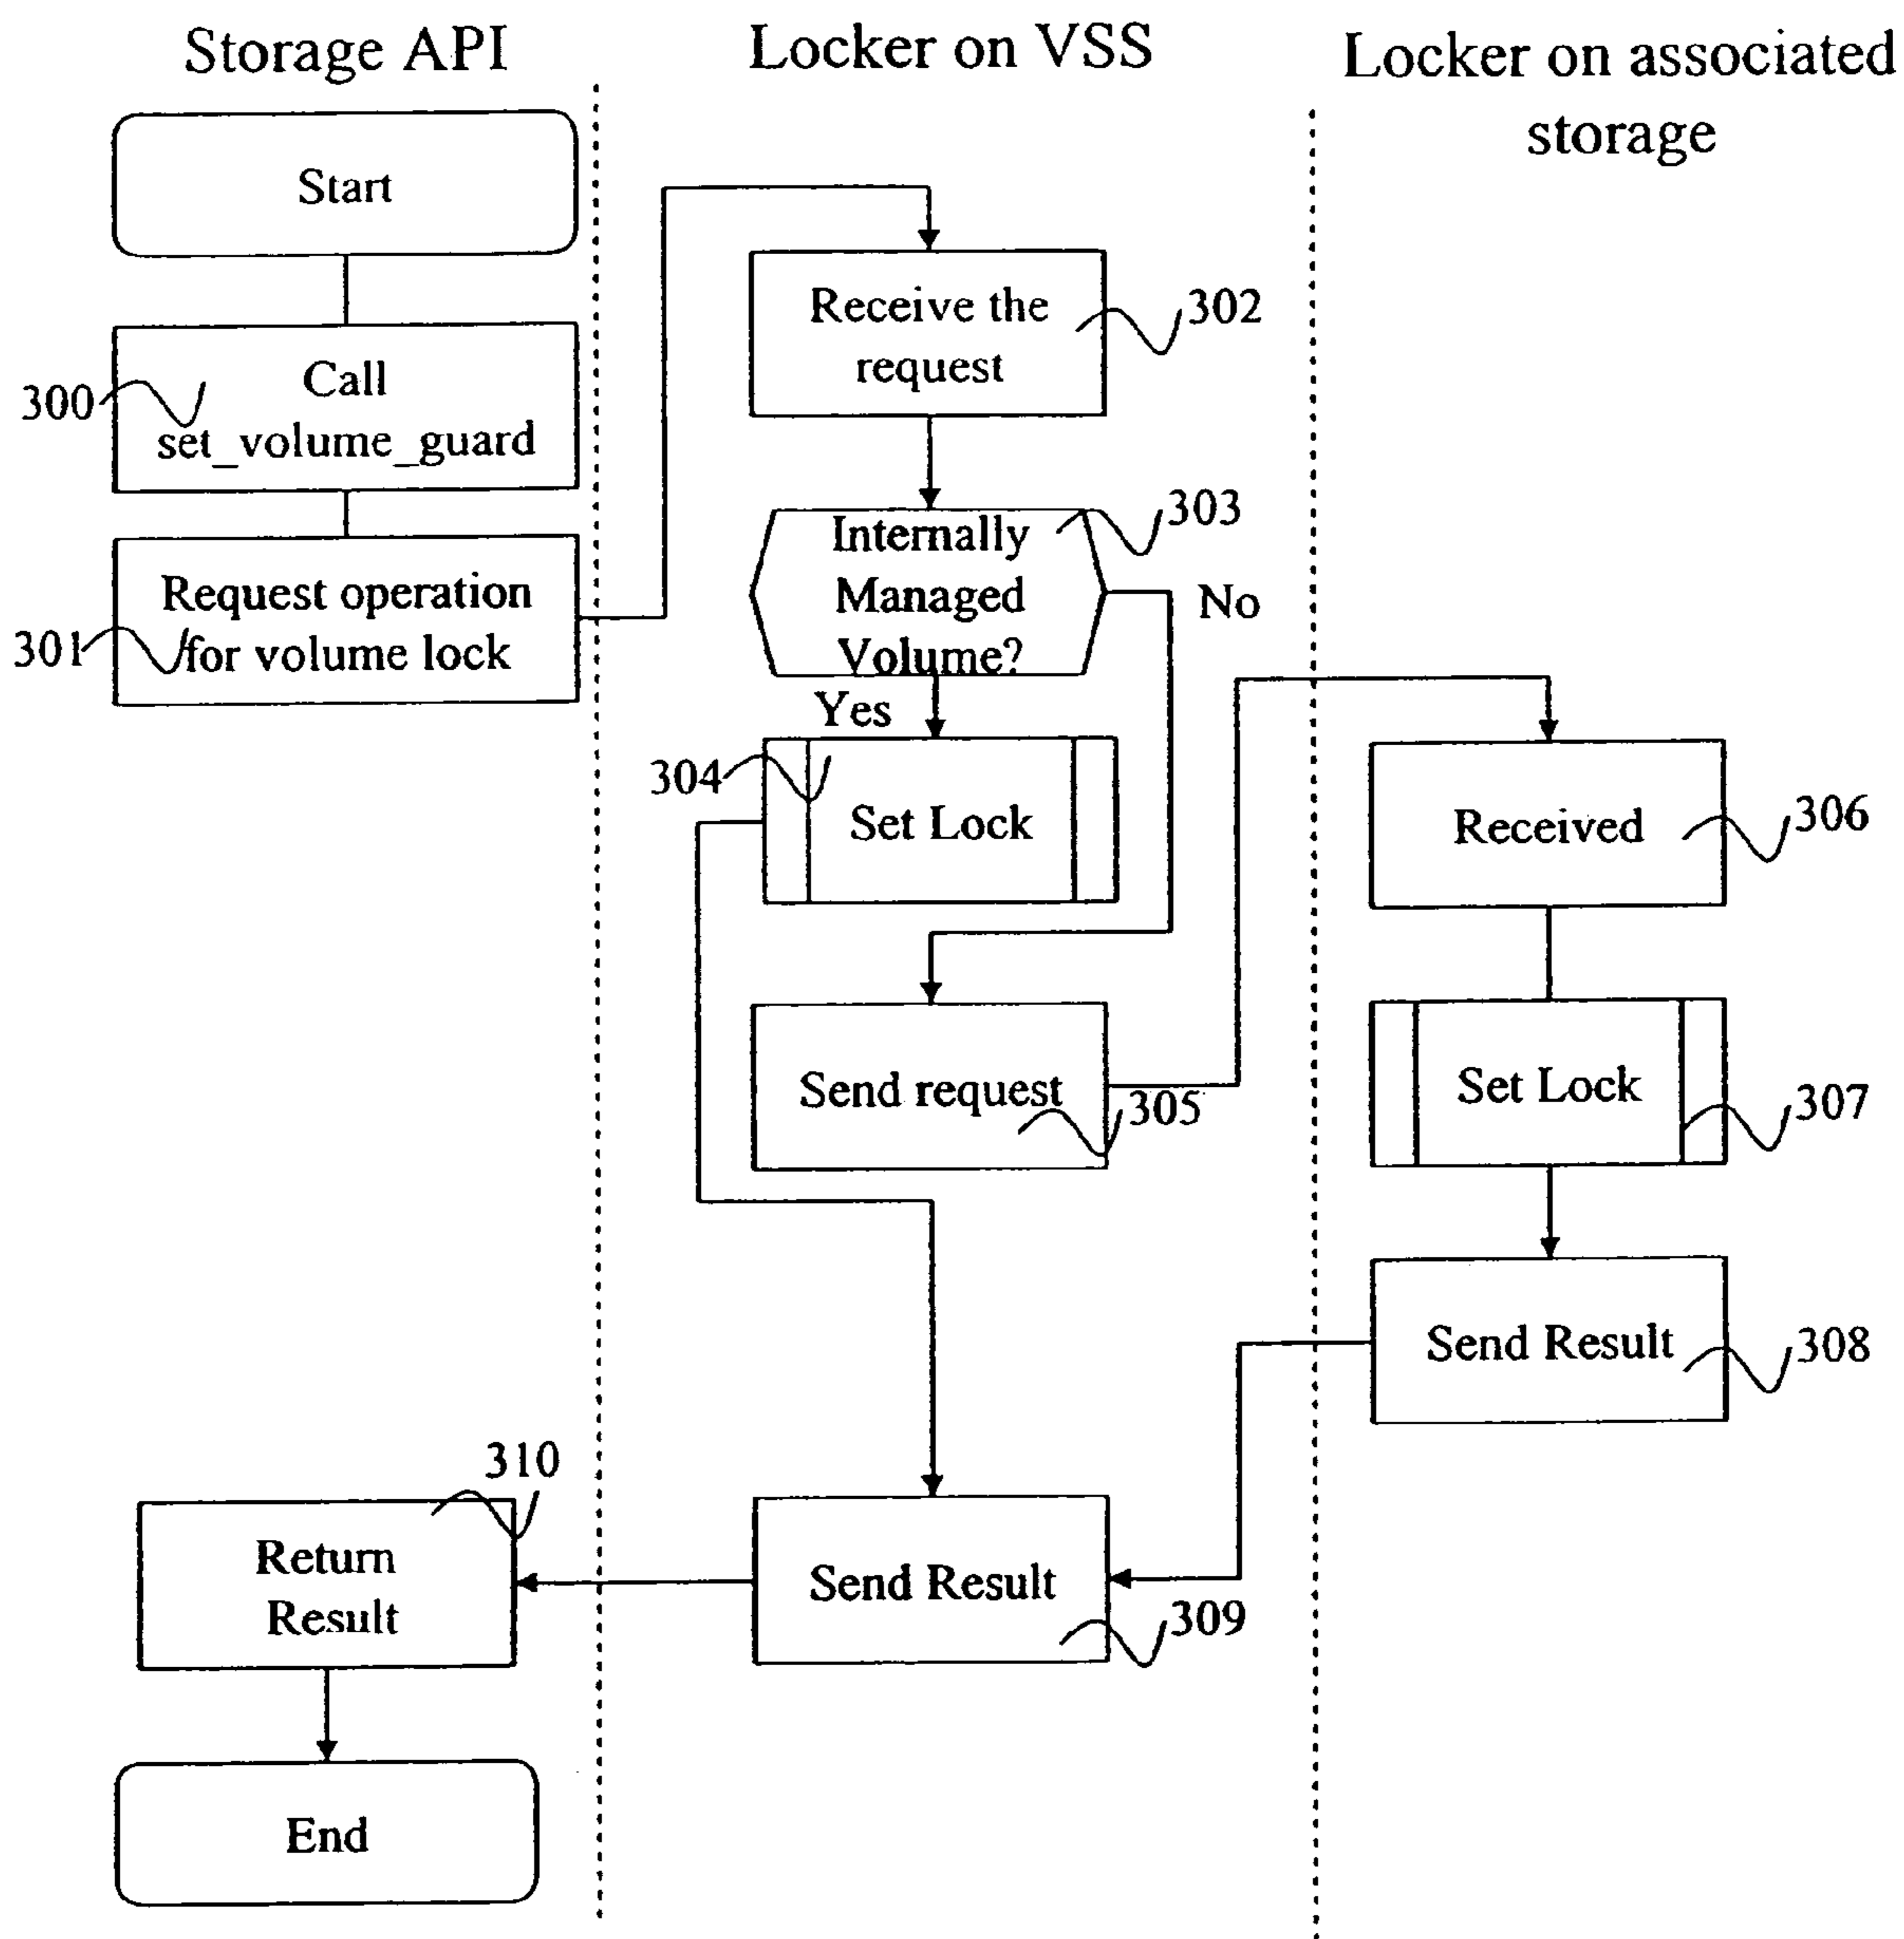 Storage API
Locker on VSS
Locker on associated
storage
Start
Call
set_volume_guard
300
Request operation
for volume lock
301
Receive the
request
302
Internally
Managed
Volume?
303
No
Yes
304
Set Lock
Send request
305
Received
306
Set Lock
307
Send Result
308
Send Result
309
310
Return
Result
End